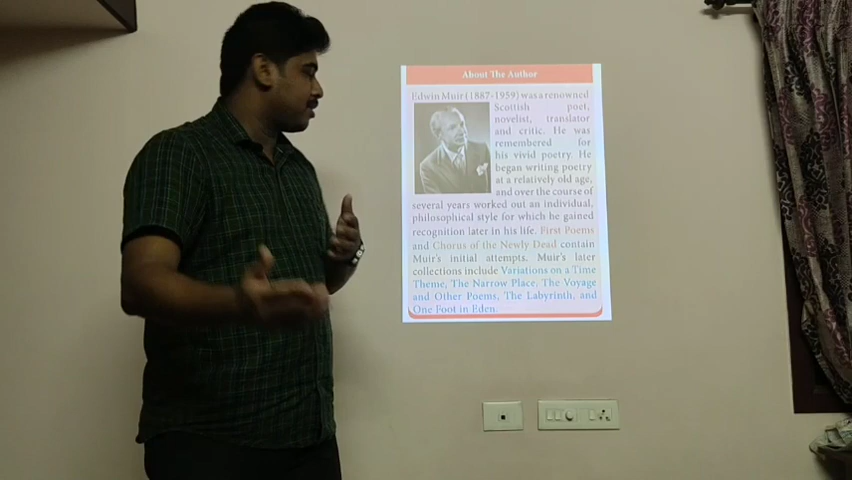 About The Author
Edwin Muir (1887-1959) was a renowned
Scottish poet,
novelist, translator
and critic. He was
remembered for
his vivid poetry. He
began writing poetry
at a relatively old age,
and over the course of
several years worked out an individual,
philosophical style for which he gained
recognition later in his life. First Poems
and Chorus of the Newly Dead contain
Muir's initial attempts. Muir's later
collections include Variations on a Time
Theme, The Narrow Place, The Voyage
and Other Poems, The Labyrinth, and
One Foot in Eden.